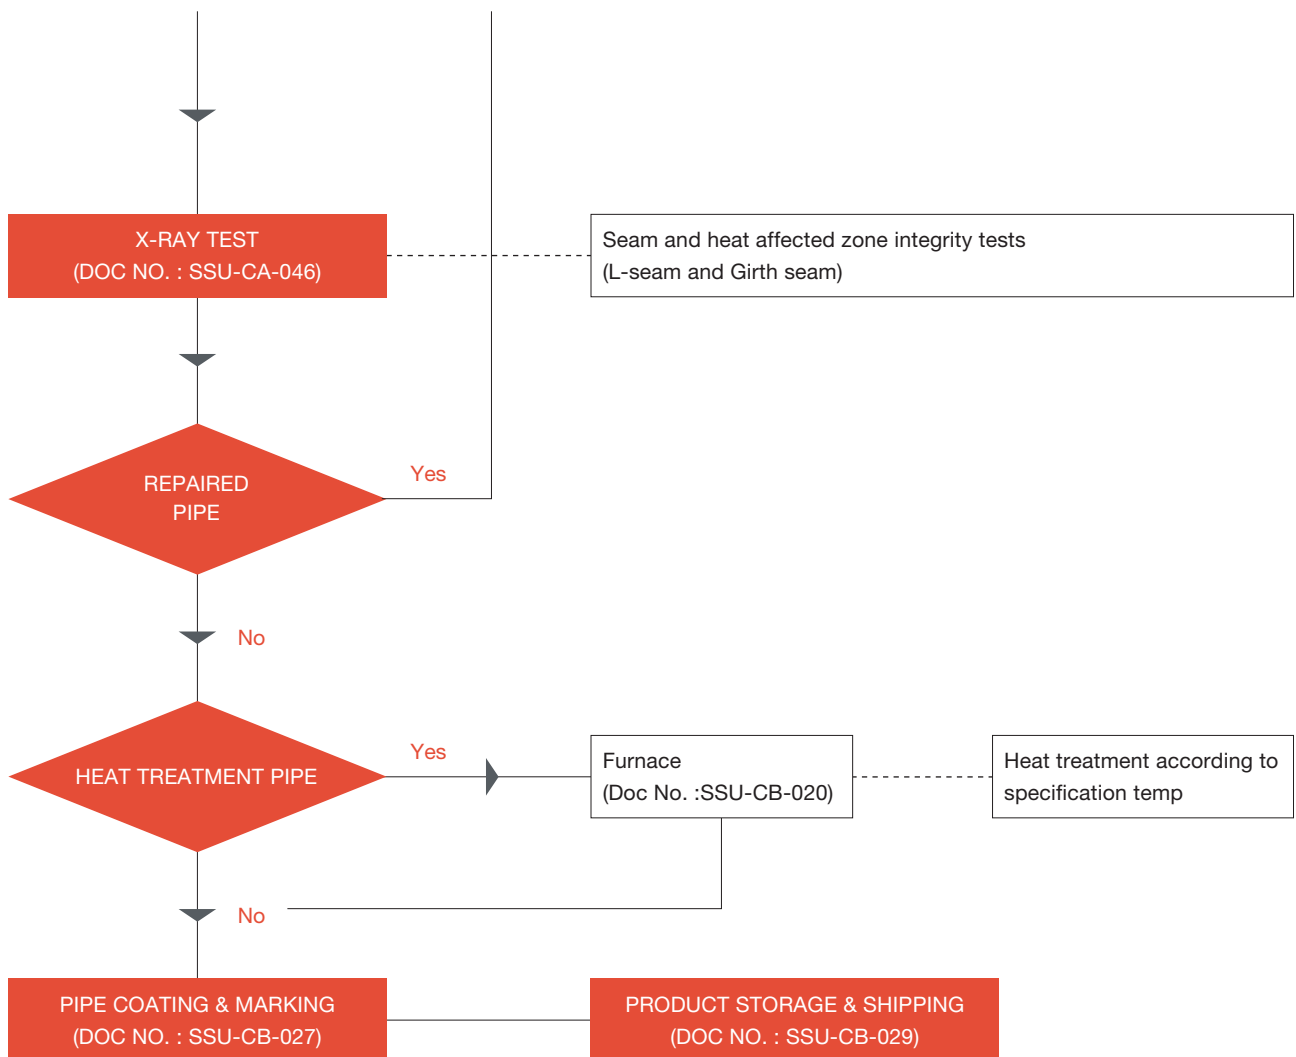 X-RAY TEST
(DOC NO. : SSU-CA-046)
Seam and heat affected zone integrity tests
(L-seam and Girth seam)
REPAIRED
PIPE
Yes
No
HEAT TREATMENT PIPE
Yes
Furnace
(Doc No. :SSU-CB-020)
Heat treatment according to
specification temp
No
PIPE COATING & MARKING
(DOC NO. : SSU-CB-027)
PRODUCT STORAGE & SHIPPING
(DOC NO. : SSU-CB-029)